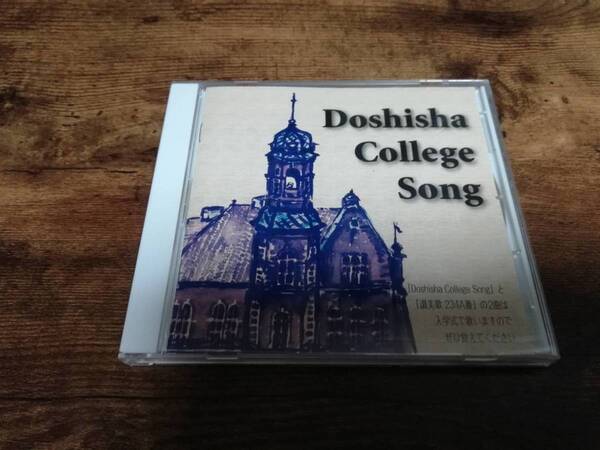 Doshisha
College
Song
「Doshisha College Song」と
「讃美歌 234A番」の2曲は
入学式で歌いますので
ぜひ覚えてください